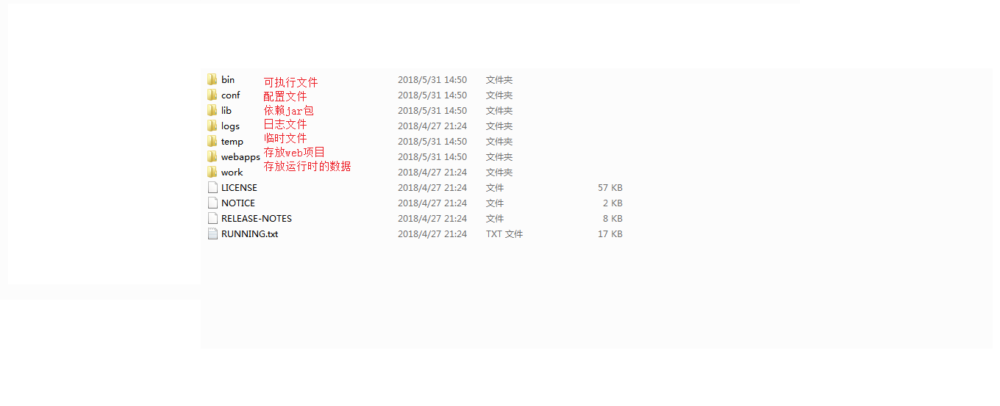 bin 可执行文件 2018/5/31 14:50 文件夹
conf 配置文件 2018/5/31 14:50 文件夹
lib 依赖jar包 2018/5/31 14:50 文件夹
logs 日志文件 2018/4/27 21:24 文件夹
temp 临时文件 2018/5/31 14:50 文件夹
webapps 存放web项目 2018/5/31 14:50 文件夹
work 存放运行时的数据 2018/4/27 21:24 文件夹
LICENSE 2018/4/27 21:24 文件 57 KB
NOTICE 2018/4/27 21:24 文件 2 KB
RELEASE-NOTES 2018/4/27 21:24 文件 8 KB
RUNNING.txt 2018/4/27 21:24 TXT 文件 17 KB